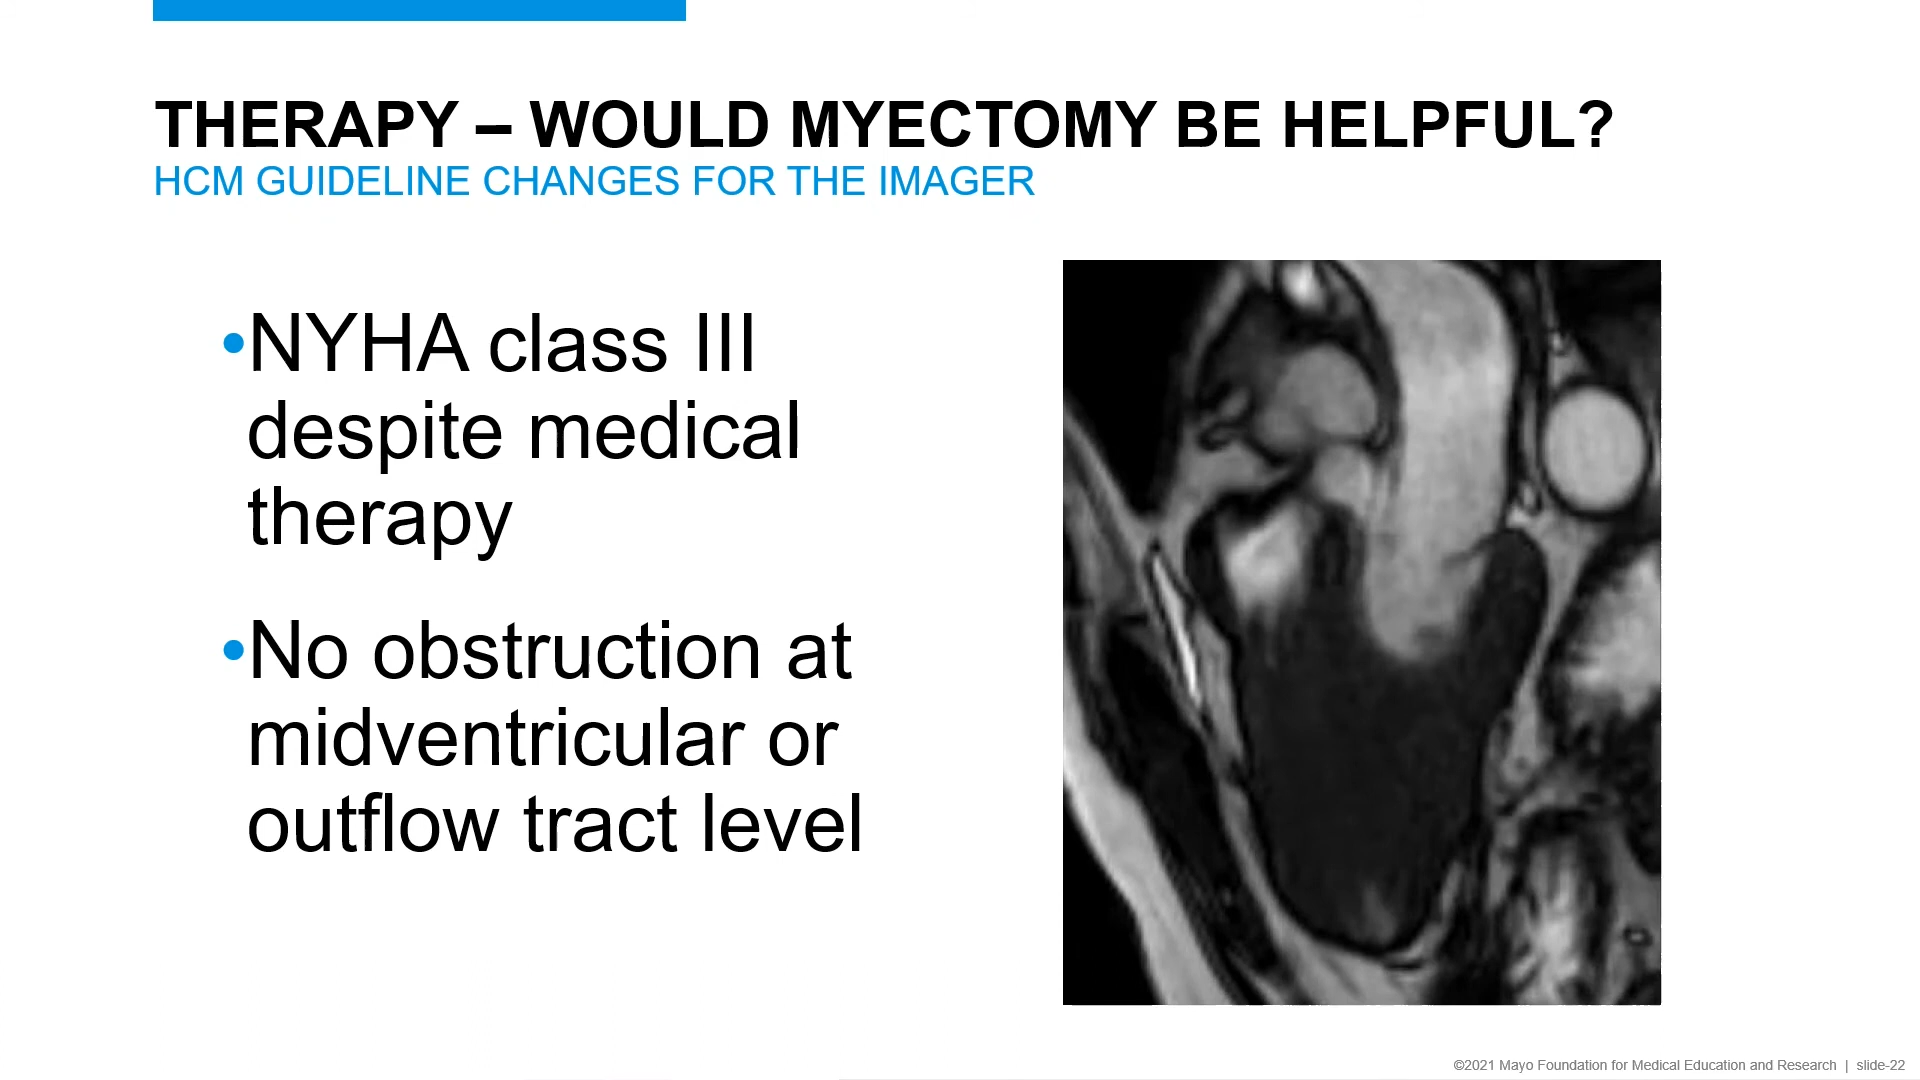 THERAPY – WOULD MYECTOMY BE HELPFUL?
HCM GUIDELINE CHANGES FOR THE IMAGER
•NYHA class III
despite medical
therapy
•No obstruction at
midventricular or
outflow tract level
©2021 Mayo Foundation for Medical Education and Research | slide-22